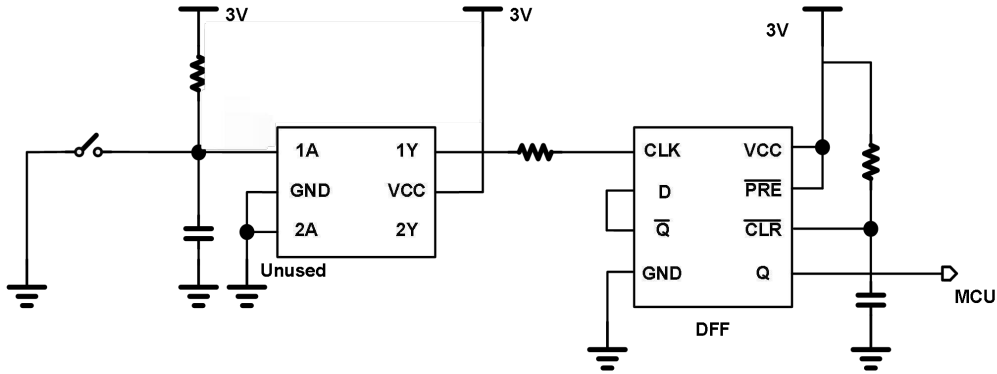 3V
3V
3V
1A
1Y
GND
VCC
2A
2Y
Unused
CLK
VCC
D
PRE
Q
CLR
GND
Q
DFF
MCU